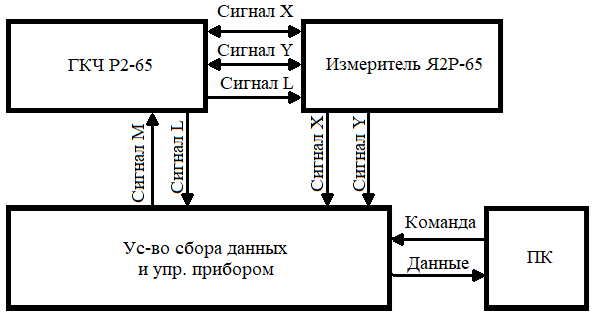 Сигнал X
ГКЧ Р2-65
Сигнал Y
Измеритель Я2Р-65
Сигнал L
Сигнал M
Сигнал L
Сигнал X
Сигнал Y
Ус-во сбора данных
и упр. прибором
Команда
Данные
ПК